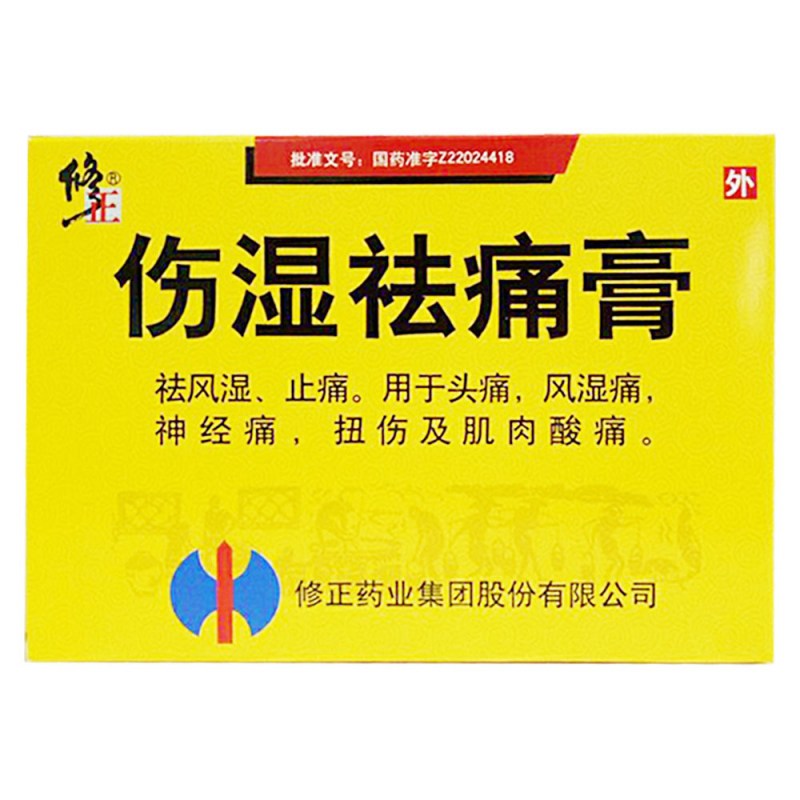 批准文号：国药准字Z22024418
修正®
外
伤湿祛痛膏
祛风湿、止痛。用于头痛，风湿痛，
神经痛，扭伤及肌肉酸痛。
修正药业集团股份有限公司